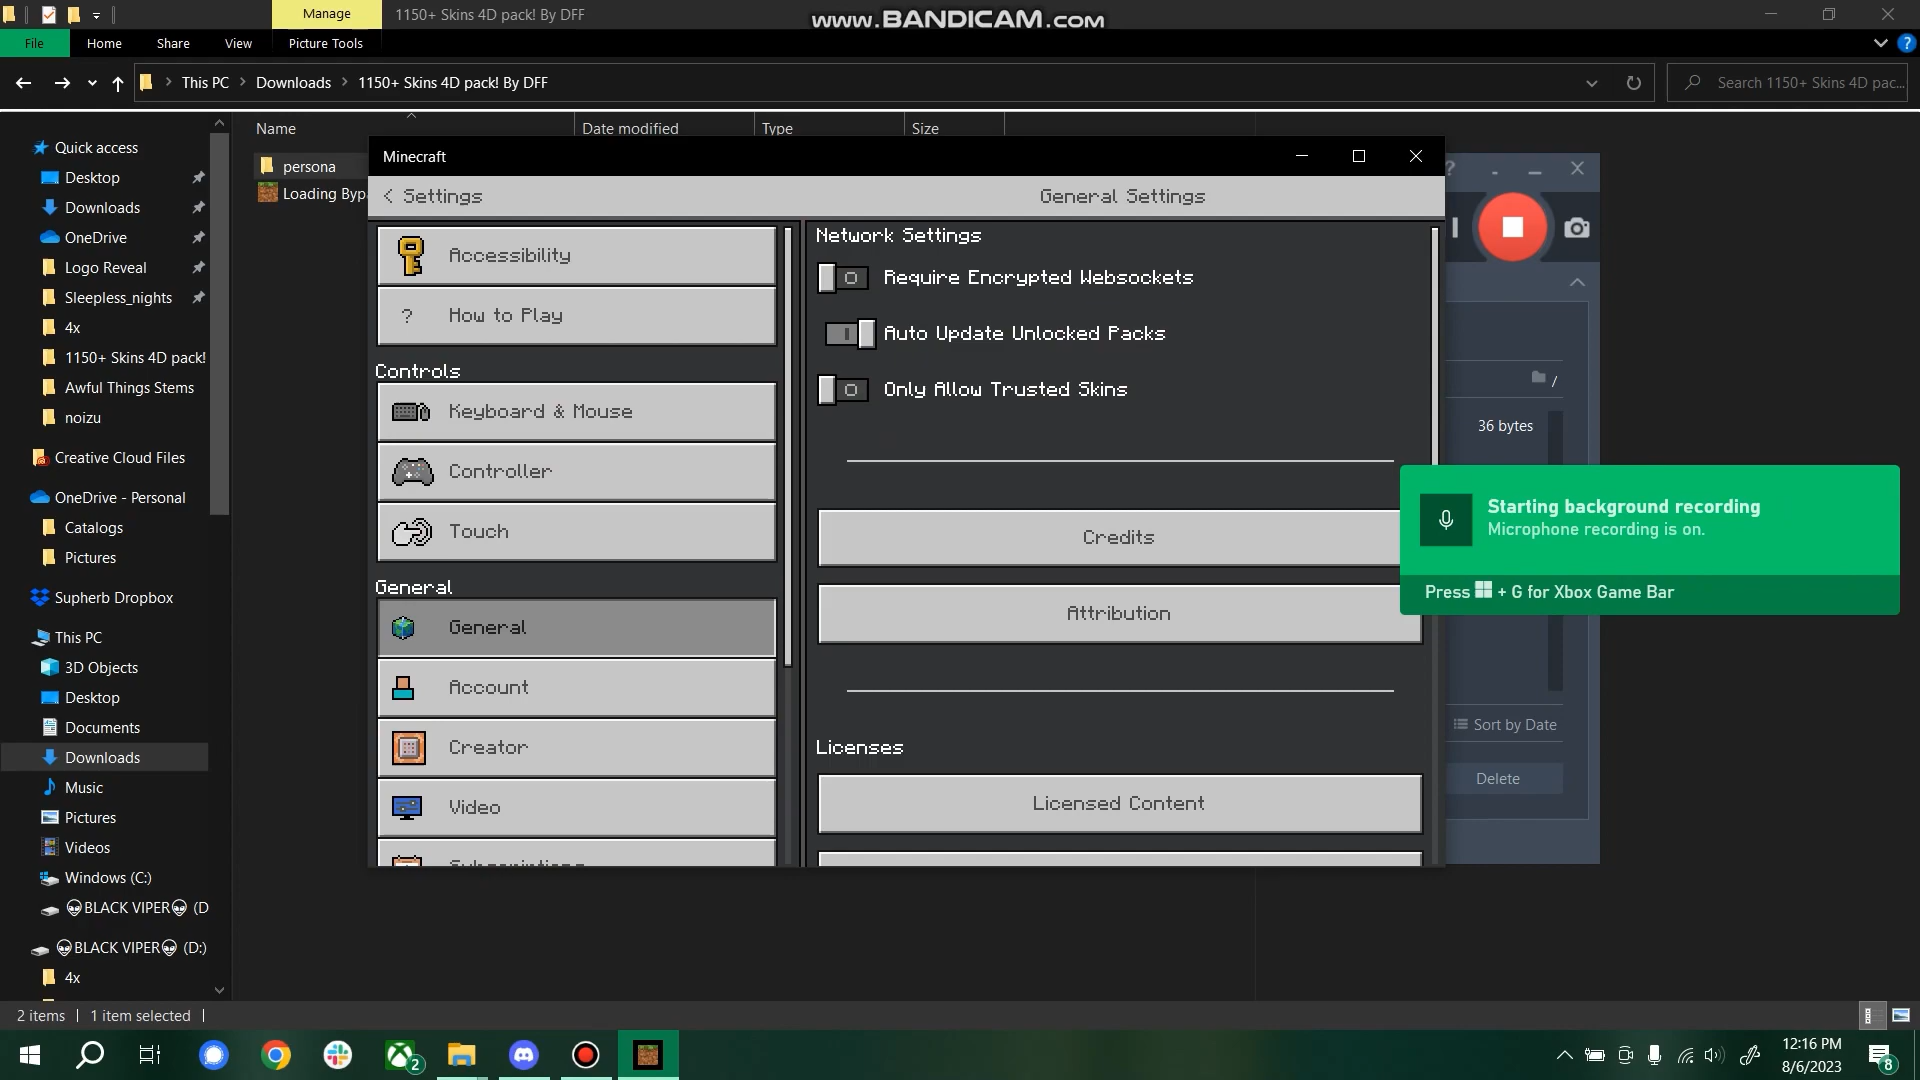 Manage
1150+ Skins 4D pack! By DFF
www.BANDICAM.com
File
Home
Share
View
Picture Tools
?
This PC
Downloads
1150+ Skins 4D pack! By DFF
Search 1150+ Skins 4D pac...
Name
Date modified
Type
Size
Quick access
Desktop
Downloads
OneDrive
Logo Reveal
Sleepless_nights
4x
1150+ Skins 4D pack!
Awful Things Stems
noizu
Creative Cloud Files
OneDrive - Personal
Catalogs
Pictures
Supherb Dropbox
This PC
3D Objects
Desktop
Documents
Downloads
Music
Pictures
Videos
Windows (C:)
💀BLACK VIPER💀 (D
💀BLACK VIPER💀 (D:)
4x
persona
Loading Byp
Minecraft
< Settings
General Settings
Accessibility
? How to Play
Controls
Keyboard & Mouse
Controller
Touch
General
General
Account
Creator
Video
Subscriptions
Network Settings
Require Encrypted Websockets
Auto Update Unlocked Packs
Only Allow Trusted Skins
Credits
Attribution
Licenses
Licensed Content
?
/
36 bytes
Sort by Date
Delete
Starting background recording
Microphone recording is on.
Press + G for Xbox Game Bar
2 items
1 item selected
2
12:16 PM
8/6/2023
8